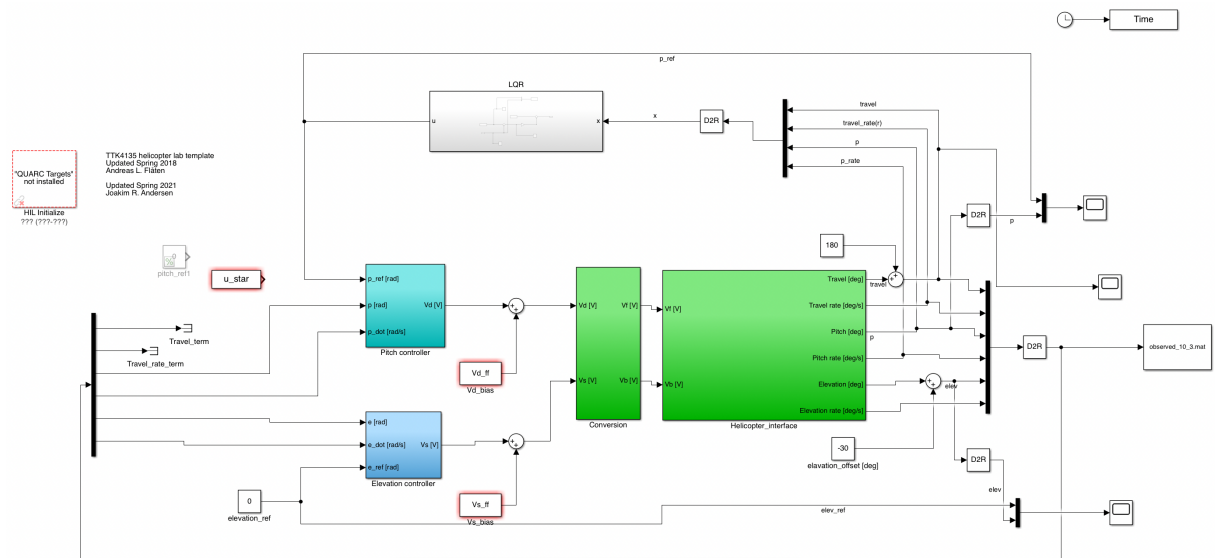 Time
p_ref
LQR
u
x
x
D2R
travel
travel_rate(r)
p
p_rate
"QUARC Targets"
not installed
HIL Initialize
??? (???-???)
TTK4135 helicopter lab template
Updated Spring 2018
Andreas L. Flåten
Updated Spring 2021
Joakim R. Andersen
D2R
p
pitch_ref1
u_star
180
travel
p_ref [rad]
p [rad]
p_dot [rad/s]
Vd [V]
Pitch controller
Vd [V]
Vs [V]
Vf [V]
Vb [V]
Conversion
Vf [V]
Vb [V]
Travel [deg]
Travel rate [deg/s]
Pitch [deg]
Pitch rate [deg/s]
Elevation [deg]
Elevation rate [deg/s]
Helicopter_interface
p
D2R
observed_10_3.mat
Travel_term
Travel_rate_term
Vd_ff
Vd_bias
elev
e [rad]
e_dot [rad/s]
e_ref [rad]
Vs [V]
Elevation controller
-30
elavation_offset [deg]
D2R
elev
0
elevation_ref
Vs_ff
Vs_bias
elev_ref